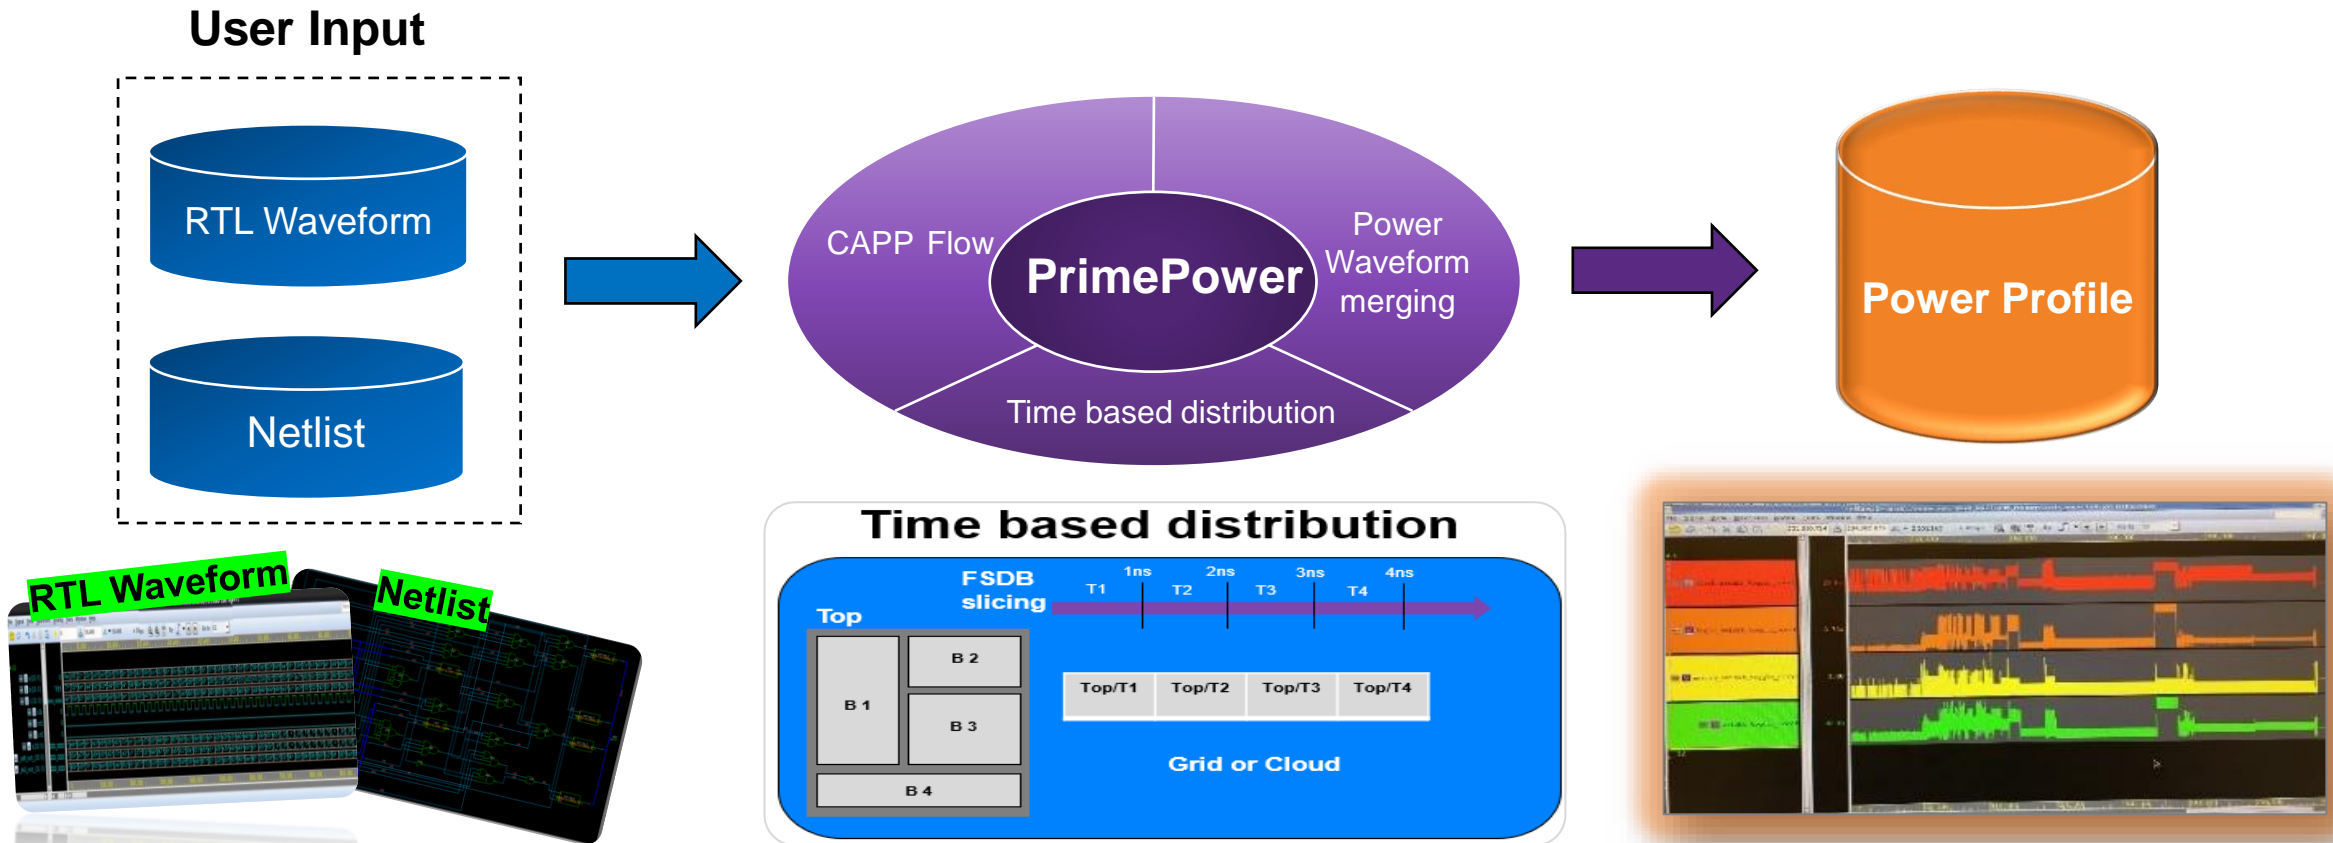 User Input
RTL Waveform
Netlist
CAPP Flow
PrimePower
Power
Waveform
merging
Time based distribution
Power Profile
RTL Waveform
Netlist
Time based distribution
FSDB
slicing
T1
1ns
T2
2ns
T3
3ns
T4
4ns
Top
B 1
B 2
B 3
B 4
Top/T1
Top/T2
Top/T3
Top/T4
Grid or Cloud